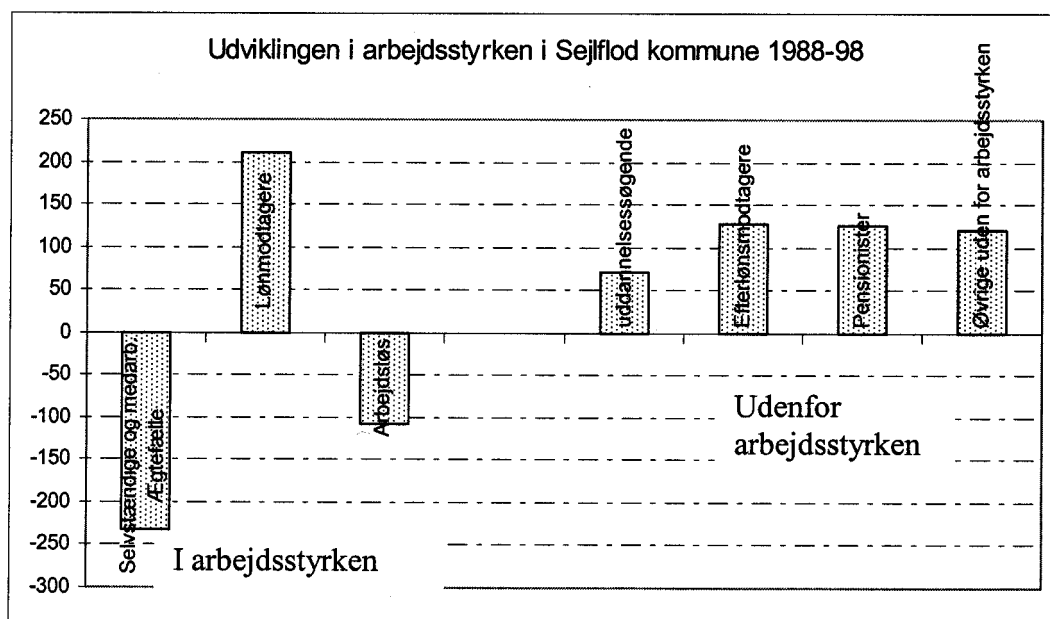 Udviklingen i arbejdsstyrken i Sejlflod kommune 1988-98
250
200
150
100
50
0
-50
-100
-150
-200
-250
-300
Selvstændige og medarb.
Ægtefælle
Lønmodtagere
Arbejdsløs.
uddannelsessøgende
Efterlønsmodtagere
Pensionister
Øvrige uden for arbejdsstyrken
I arbejdsstyrken
Udenfor
arbejdsstyrken